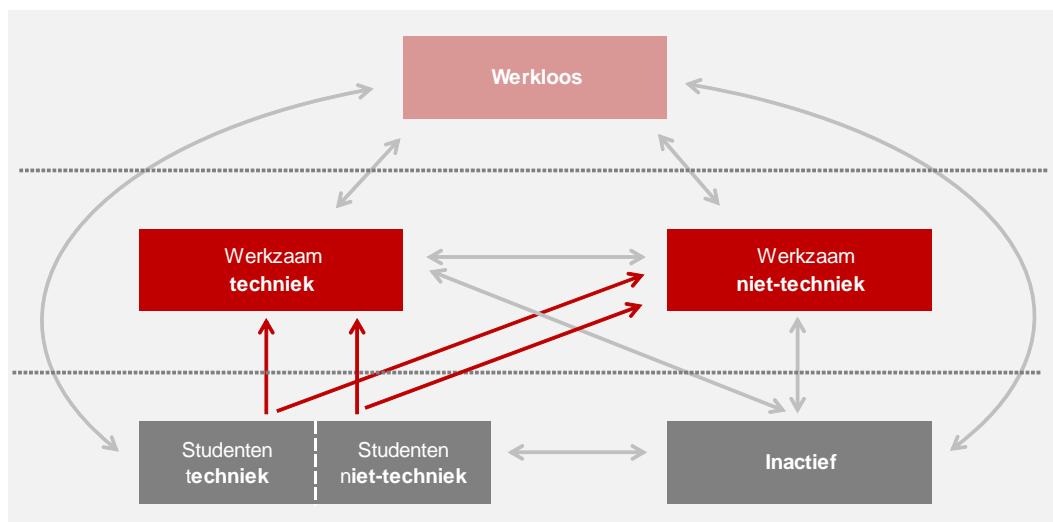 Werkloos
Werkzaam
techniek
Werkzaam
niet-techniek
Studenten
techniek
Studenten
niet-techniek
Inactief